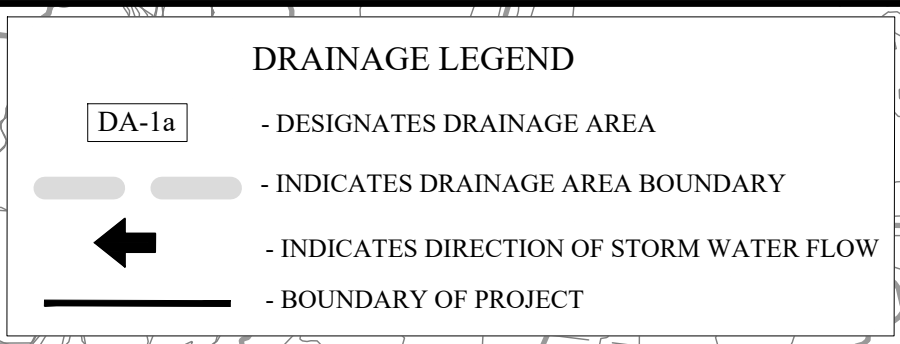 DRAINAGE LEGEND
DA-1a - DESIGNATES DRAINAGE AREA
- INDICATES DRAINAGE AREA BOUNDARY
- INDICATES DIRECTION OF STORM WATER FLOW
- BOUNDARY OF PROJECT